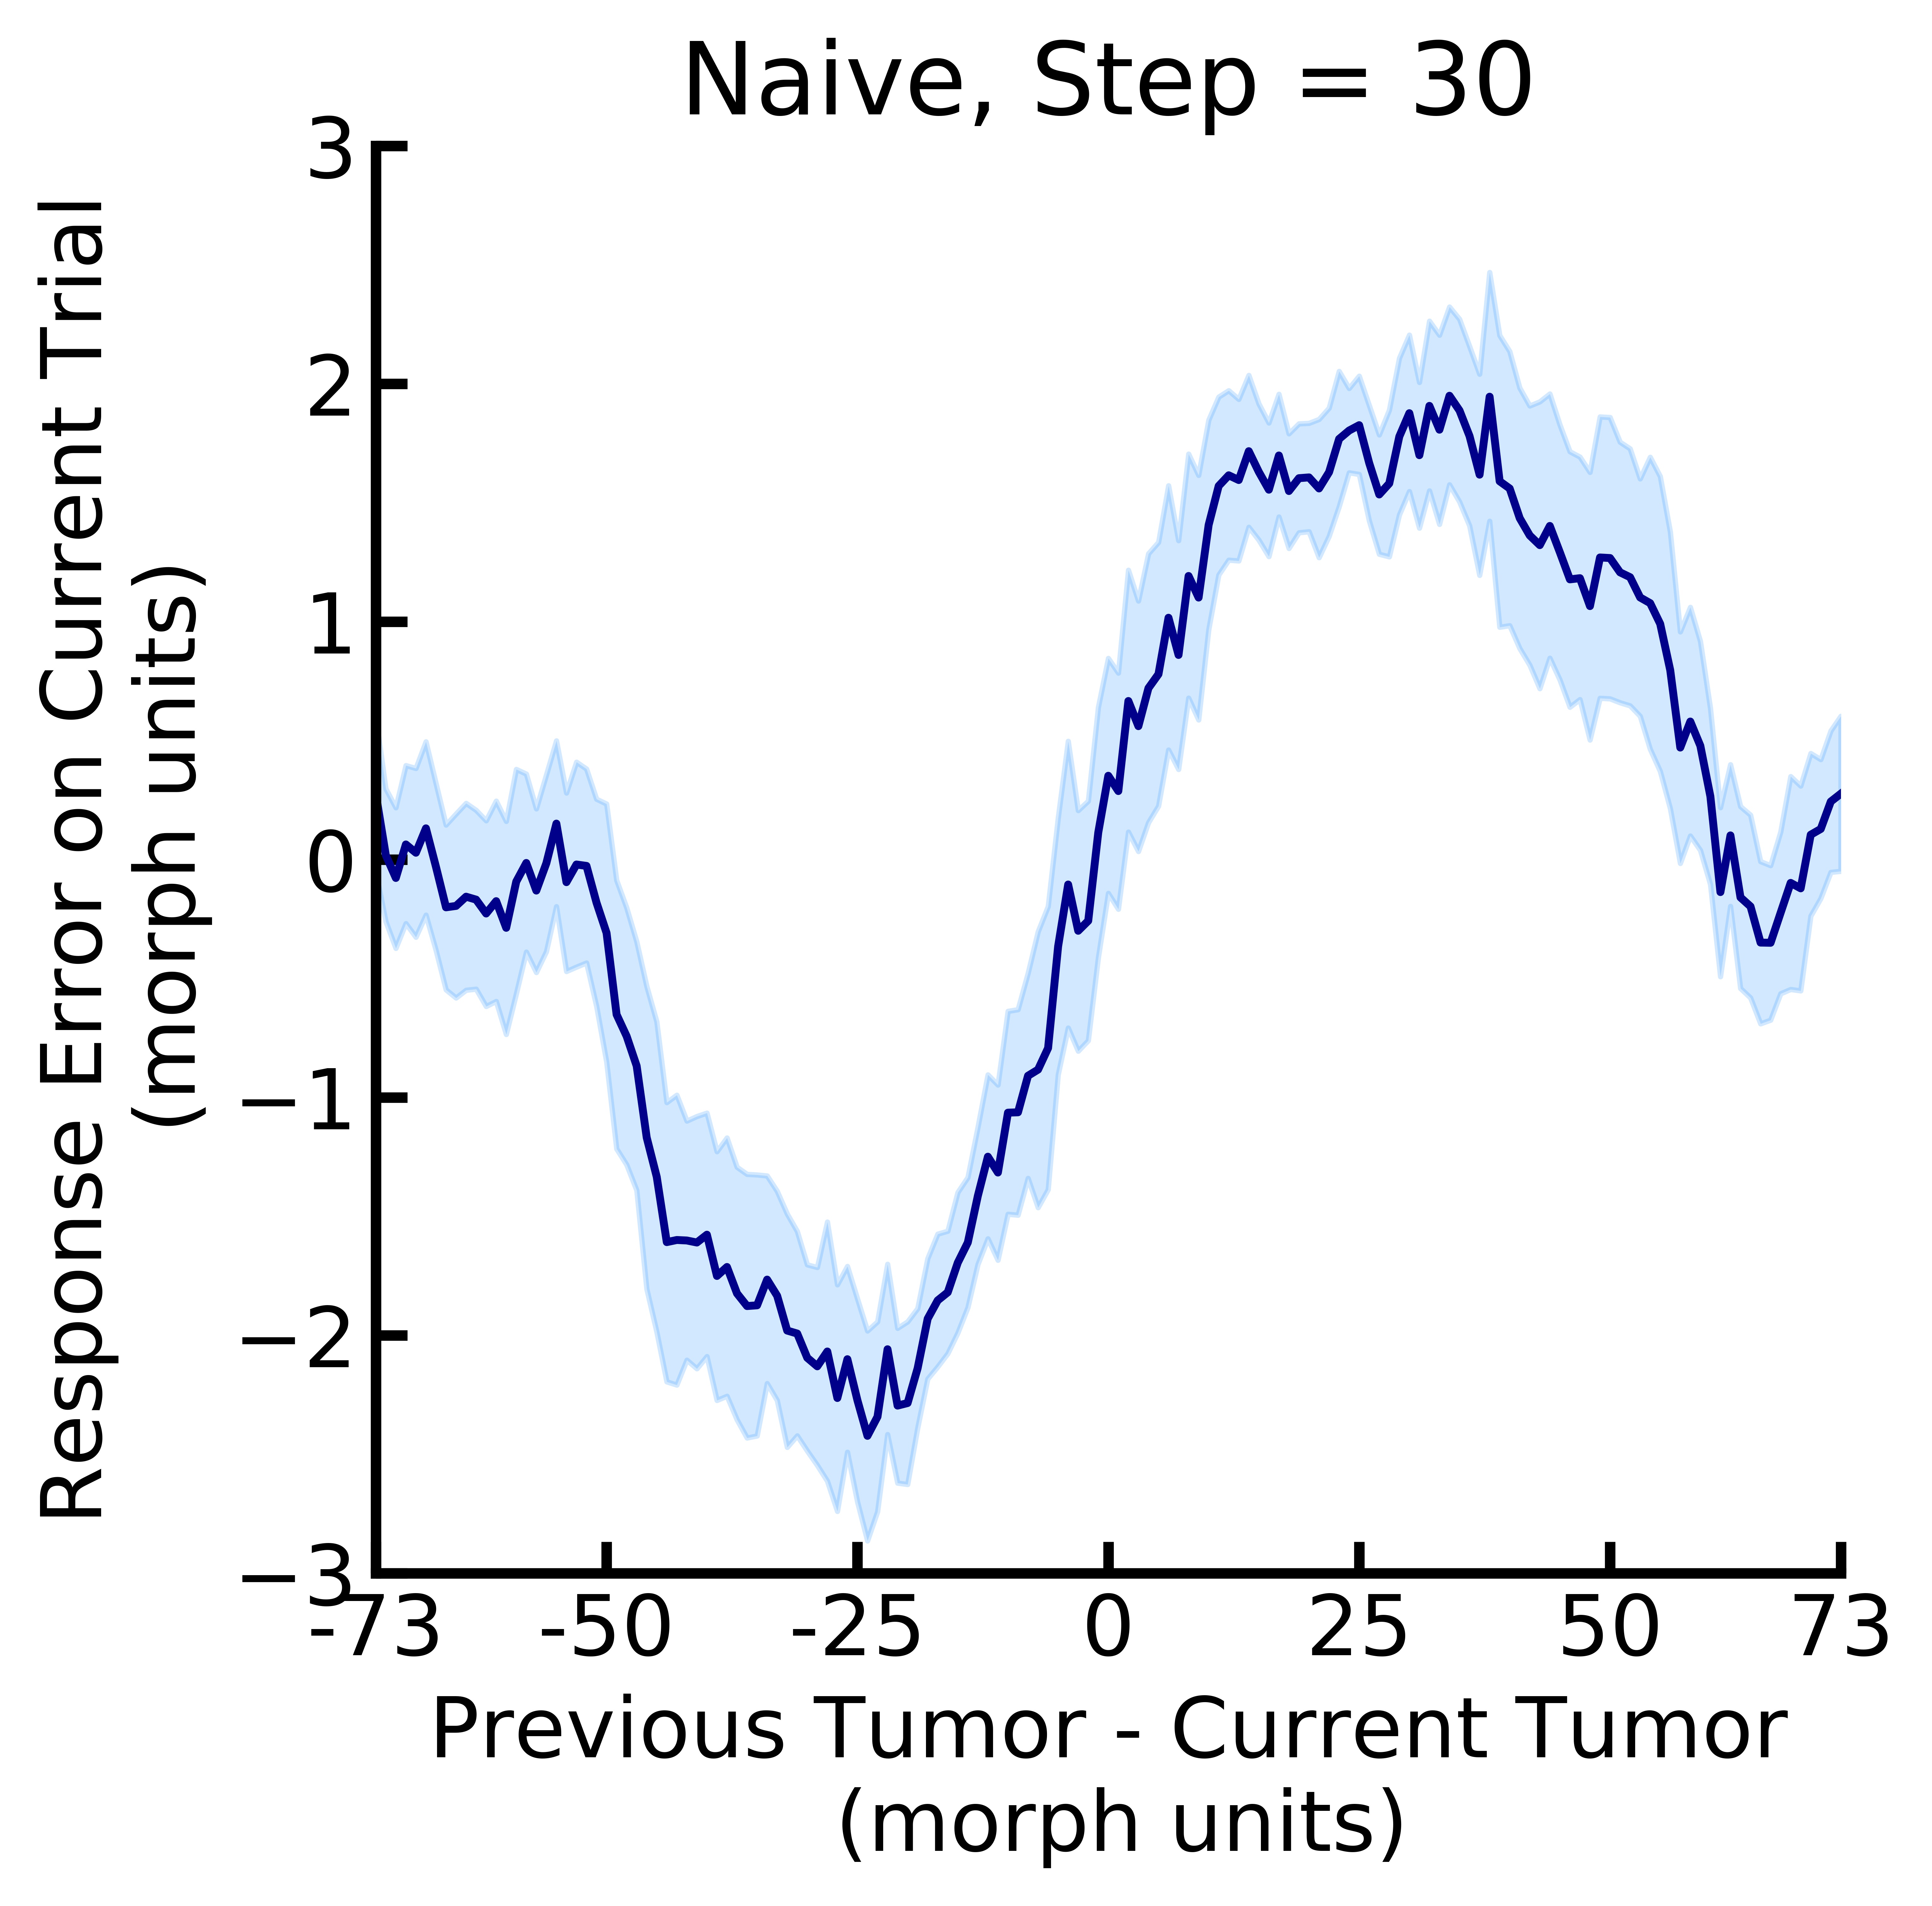 Naive, Step = 30
Response Error on Current Trial
(morph units)
3
2
1
0
−1
−2
−3
-73
-50
-25
0
25
50
73
Previous Tumor - Current Tumor
(morph units)